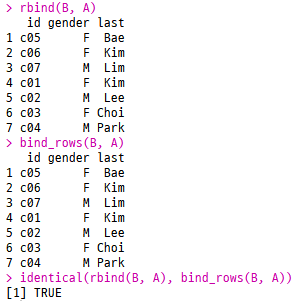 > rbind(B, A)
   id gender last
1 c05      F  Bae
2 c06      F  Kim
3 c07      M  Lim
4 c01      F  Kim
5 c02      M  Lee
6 c03      F Choi
7 c04      M Park
> bind_rows(B, A)
   id gender last
1 c05      F  Bae
2 c06      F  Kim
3 c07      M  Lim
4 c01      F  Kim
5 c02      M  Lee
6 c03      F Choi
7 c04      M Park
> identical(rbind(B, A), bind_rows(B, A))
[1] TRUE